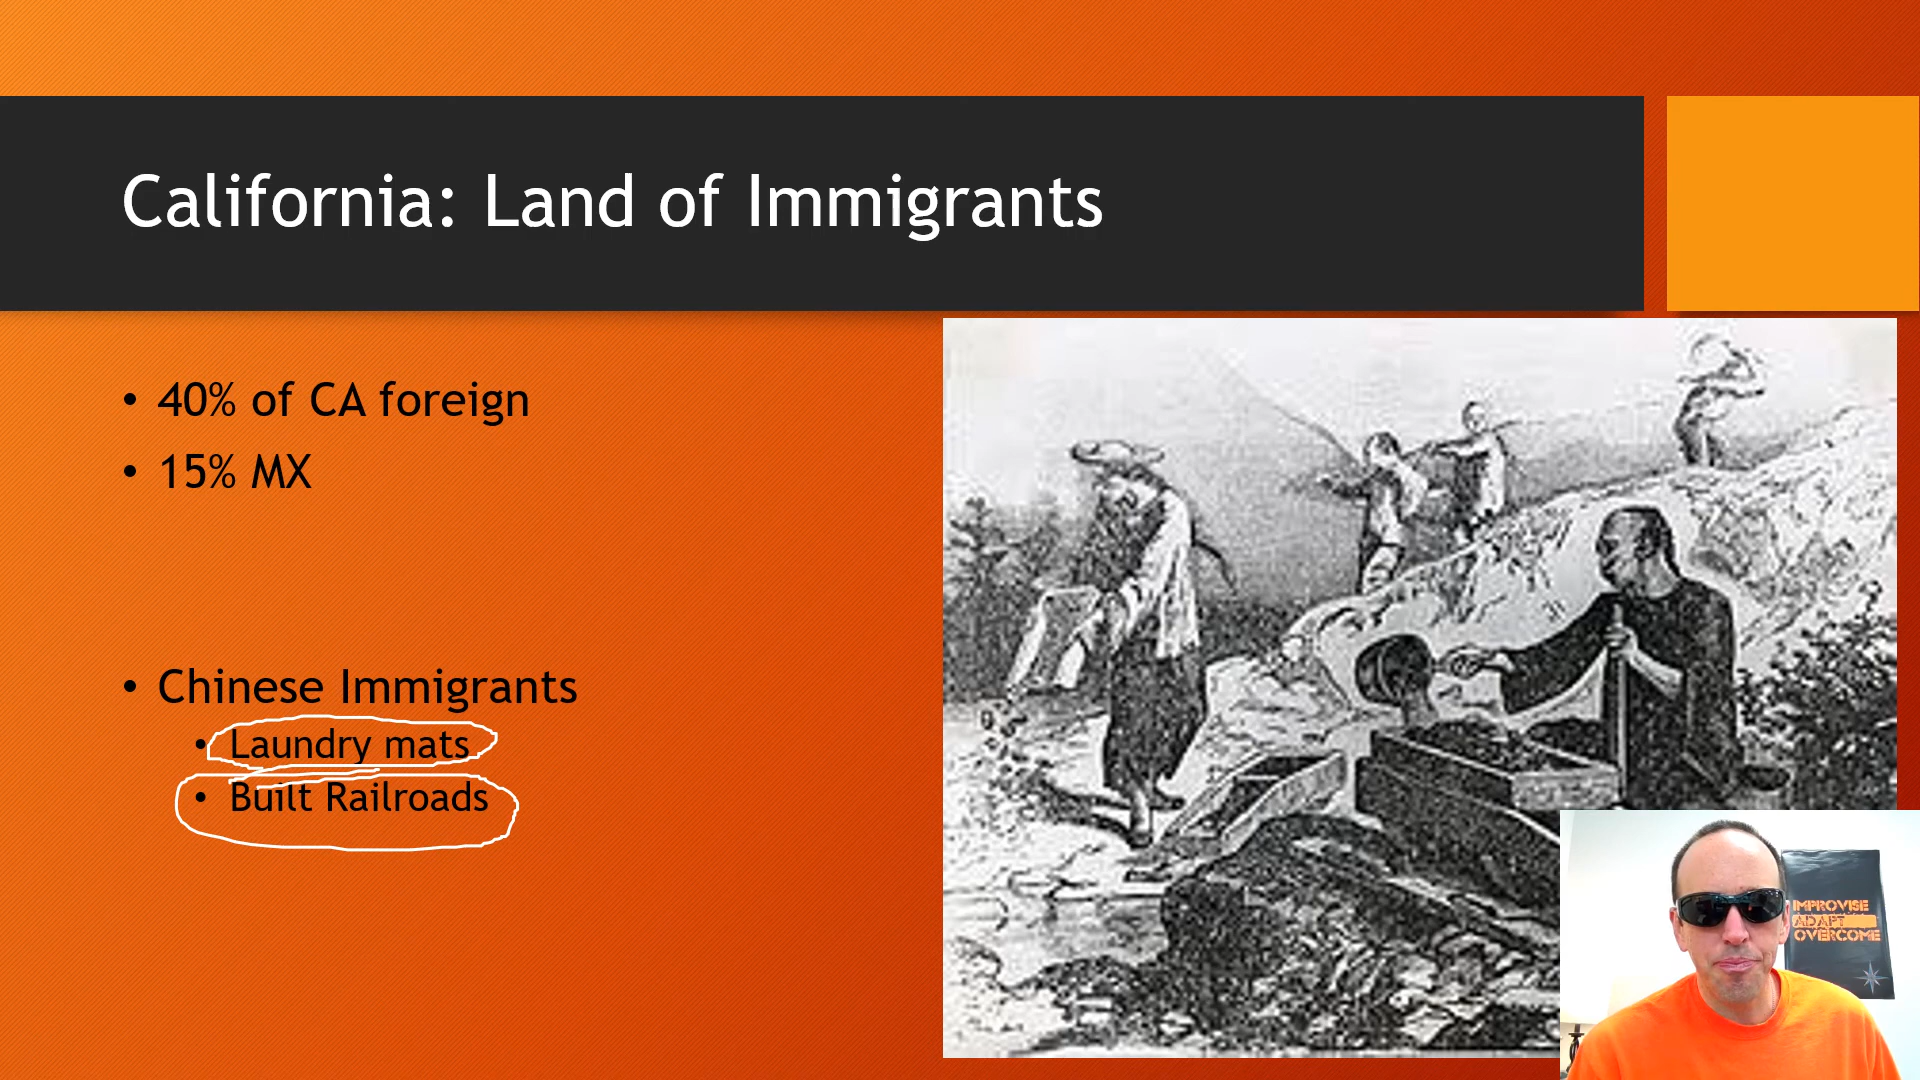 California: Land of Immigrants
• 40% of CA foreign
• 15% MX
• Chinese Immigrants
• Laundry mats
• Built Railroads
IMPROVISE
ADAPT
OVERCOME